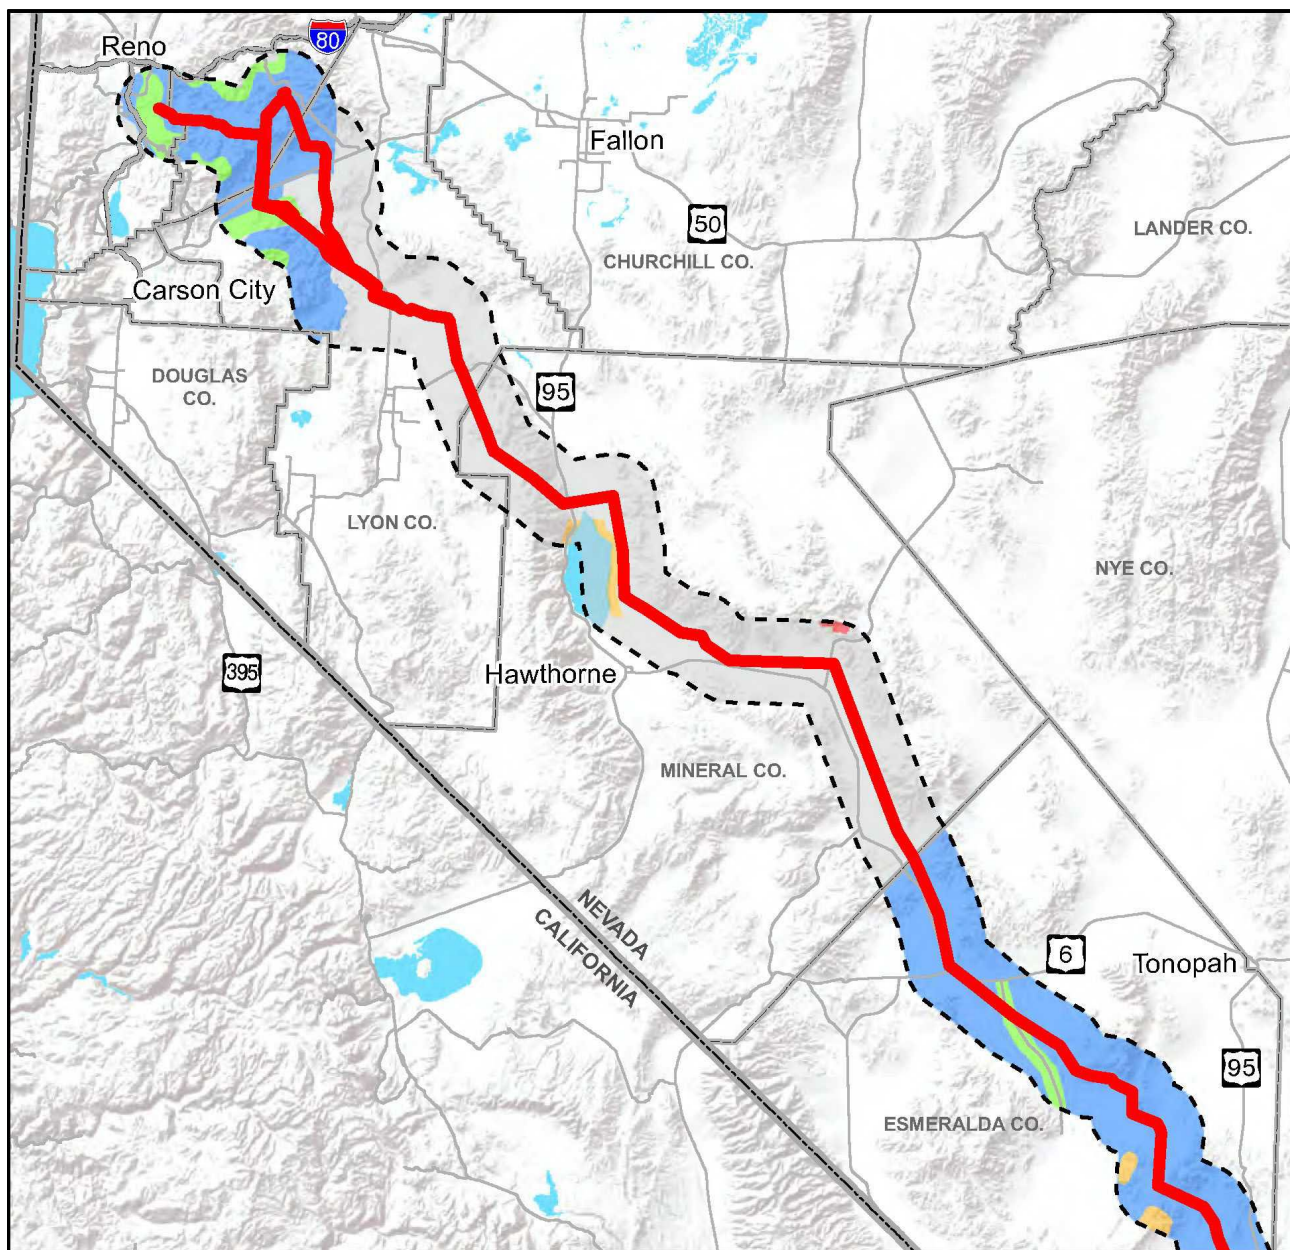 Reno
80
Fallon
50
LANDER CO.
CHURCHILL CO.
Carson City
DOUGLAS
CO.
95
LYON CO.
NYE CO.
395
Hawthorne
MINERAL CO.
NEVADA
CALIFORNIA
6
Tonopah
95
ESMERALDA CO.